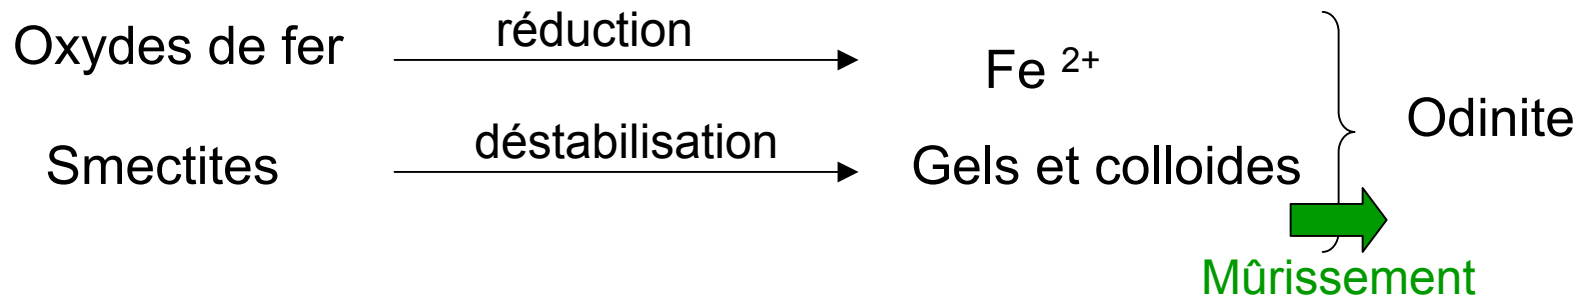 Oxydes de fer réduction Fe 2+
Smectites déstabilisation Gels et colloides Odinite
Mûrissement